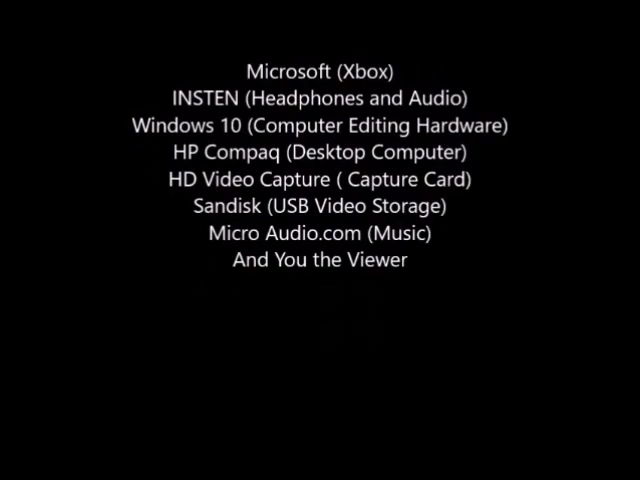 Microsoft (Xbox)
INSTEN (Headphones and Audio)
Windows 10 (Computer Editing Hardware)
HP Compaq (Desktop Computer)
HD Video Capture ( Capture Card)
Sandisk (USB Video Storage)
Micro Audio.com (Music)
And You the Viewer